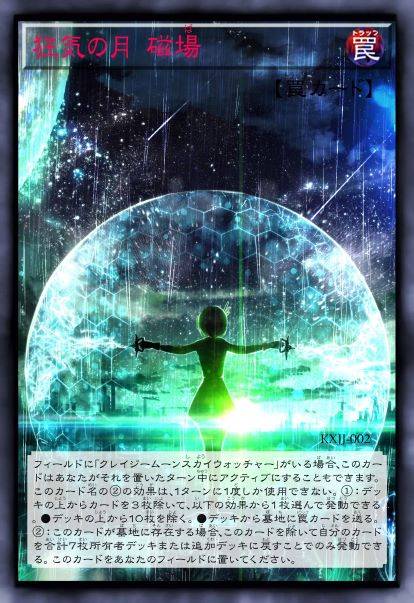 狂気の月 磁場
トラップ
罠
【罠カード】
KXJJ-002
フィールドに「クレイジームーンスカイウォッチャー」がいる場合、このカー
ドはあなたがそれを置いたターン中にアクティブにすることもできます。
このカード名の②の効果は、1ターンに1度しか使用できない。①：デッ
キの上からカードを3枚除いて、以下の効果から1枚選んで発動でき
る。●デッキの上から10枚を除く。●デッキから墓地に罠カードを送る。
②：このカードが墓地に存在する場合、このカードを除いて自分のカード
を合計7枚所有者デッキまたは追加デッキに戻すことでのみ発動でき
る。このカードをあなたのフィールドに置いてください。